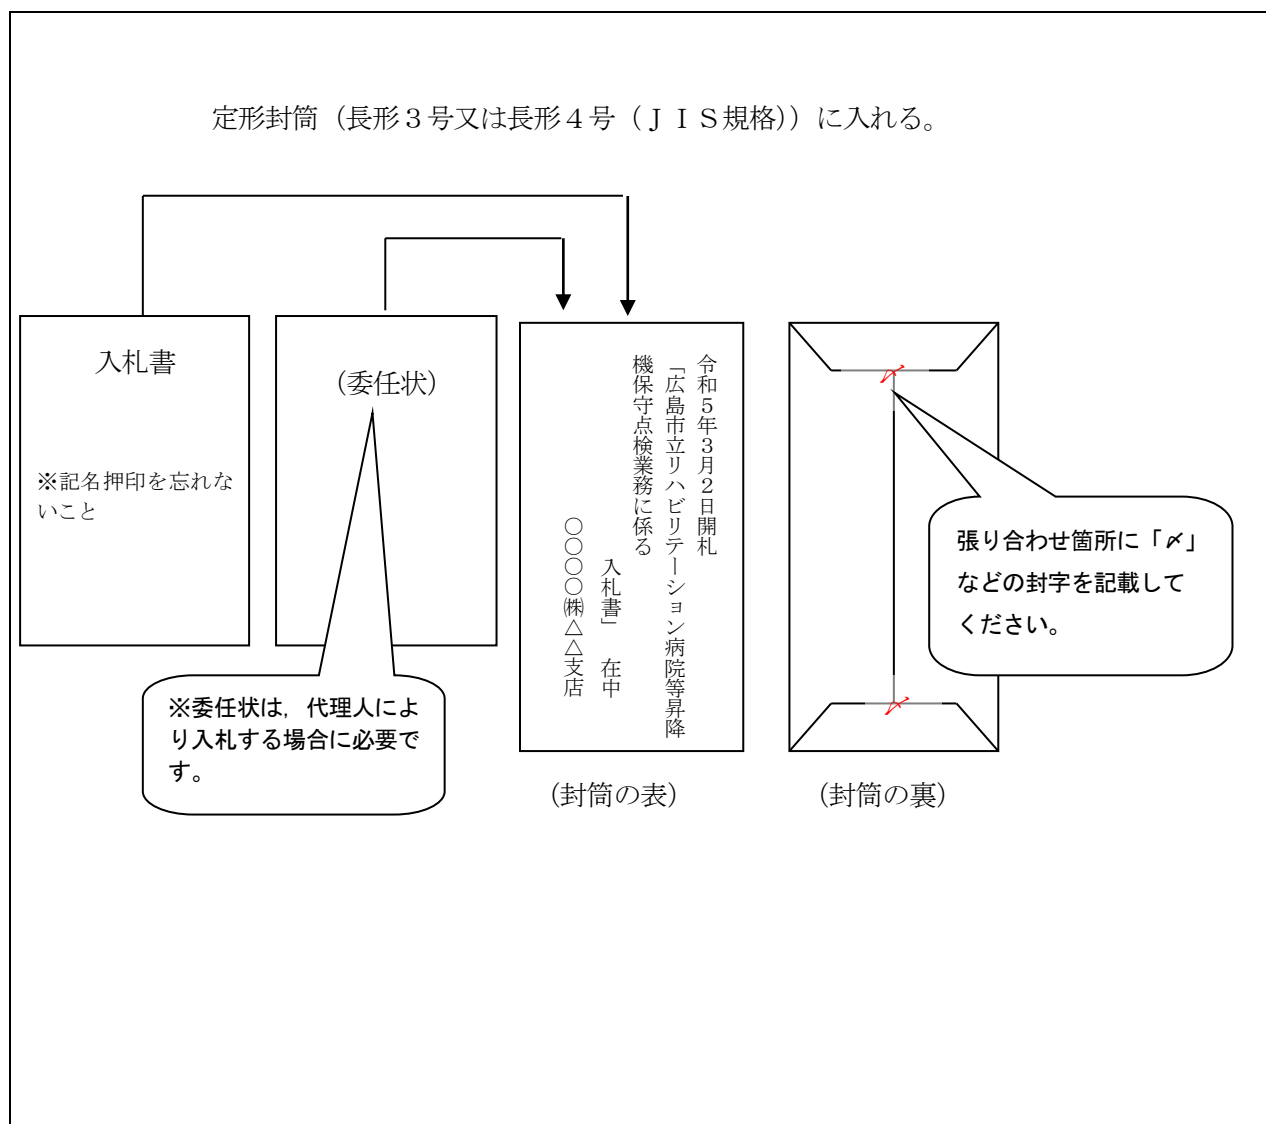 定形封筒（長形３号又は長形４号（ＪＩＳ規格））に入れる。
入札書
※記名押印を忘れな
いこと
（委任状）
※委任状は，代理人によ
り入札する場合に必要で
す。
令和５年３月２日開札
「広島市立リハビリテーション病院等昇降
機保守点検業務に係る
入札書」　在中
〇〇〇〇㈱△△支店
（封筒の表）
〆
〆
張り合わせ箇所に「〆」
などの封字を記載して
ください。
（封筒の裏）